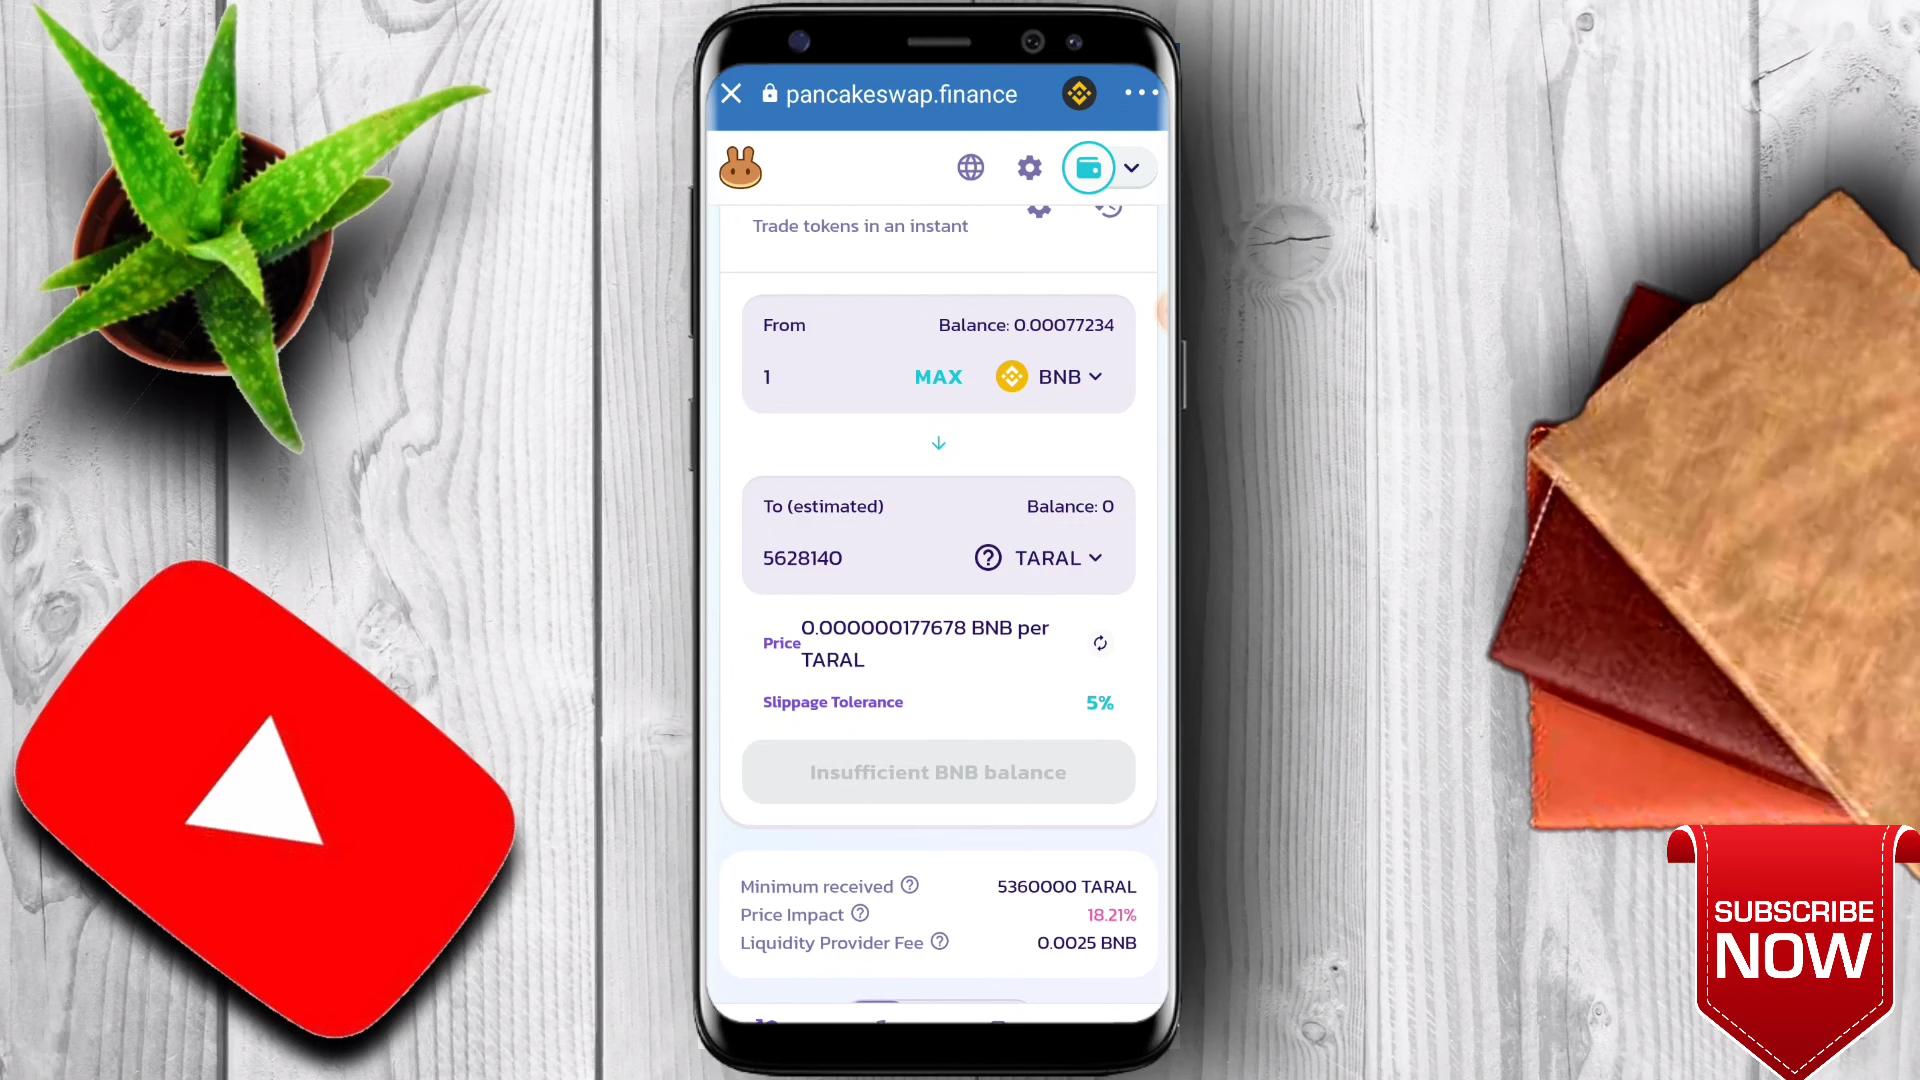 pancakeswap.finance
Trade tokens in an instant
From Balance: 0.00077234
1 MAX BNB
To (estimated) Balance: 0
5628140 TARAL
Price 0.000000177678 BNB per
TARAL
Slippage Tolerance 5%
Insufficient BNB balance
Minimum received 5360000 TARAL
Price Impact 18.21%
Liquidity Provider Fee 0.0025 BNB
SUBSCRIBE
NOW